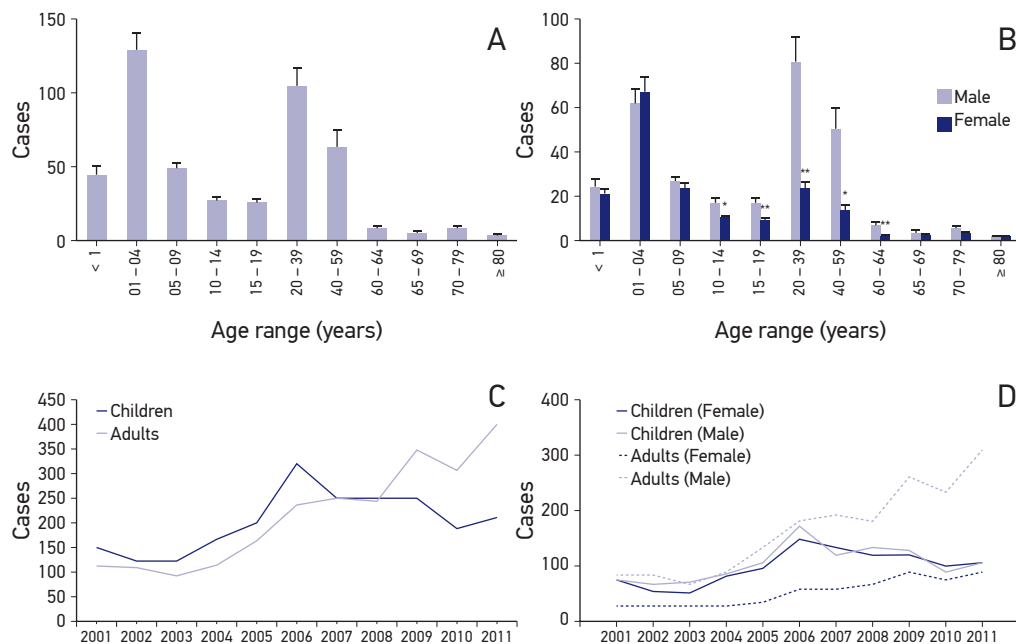 A
Cases
150
100
50
0
< 1
01 – 04
05 – 09
10 – 14
15 – 19
20 – 39
40 – 59
60 – 64
65 – 69
70 – 79
≥ 80
Age range (years)
B
Cases
100
80
60
40
20
0
Male
Female
*
**
**
*
**
< 1
01 – 04
05 – 09
10 – 14
15 – 19
20 – 39
40 – 59
60 – 64
65 – 69
70 – 79
≥ 80
Age range (years)
C
Cases
450
400
350
300
250
200
150
100
50
0
Children
Adults
2001 2002 2003 2004 2005 2006 2007 2008 2009 2010 2011
D
Cases
400
300
200
100
0
Children (Female)
Children (Male)
Adults (Female)
Adults (Male)
2001 2002 2003 2004 2005 2006 2007 2008 2009 2010 2011